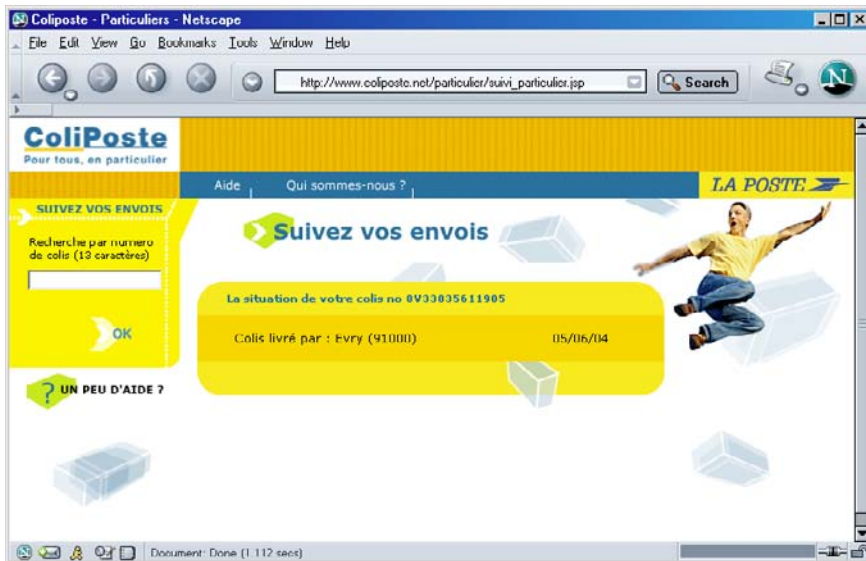 Coliposte - Particuliers - Netscape
File Edit View Go Bookmarks Tools Window Help
http://www.coliposte.net/particulier/suivi_particulier.jsp Search N
ColiPoste
Pour tous, en particulier
Aide Qui sommes-nous ? LA POSTE
SUIVEZ VOS ENVOIS
Recherche par numero
de colis (13 caractères)
OK
? UN PEU D'AIDE ?
Suivez vos envois
La situation de votre colis no 8V33035611905
Colis livré par : Evry (91000) 05/06/04
Document: Done (1.112 secs)